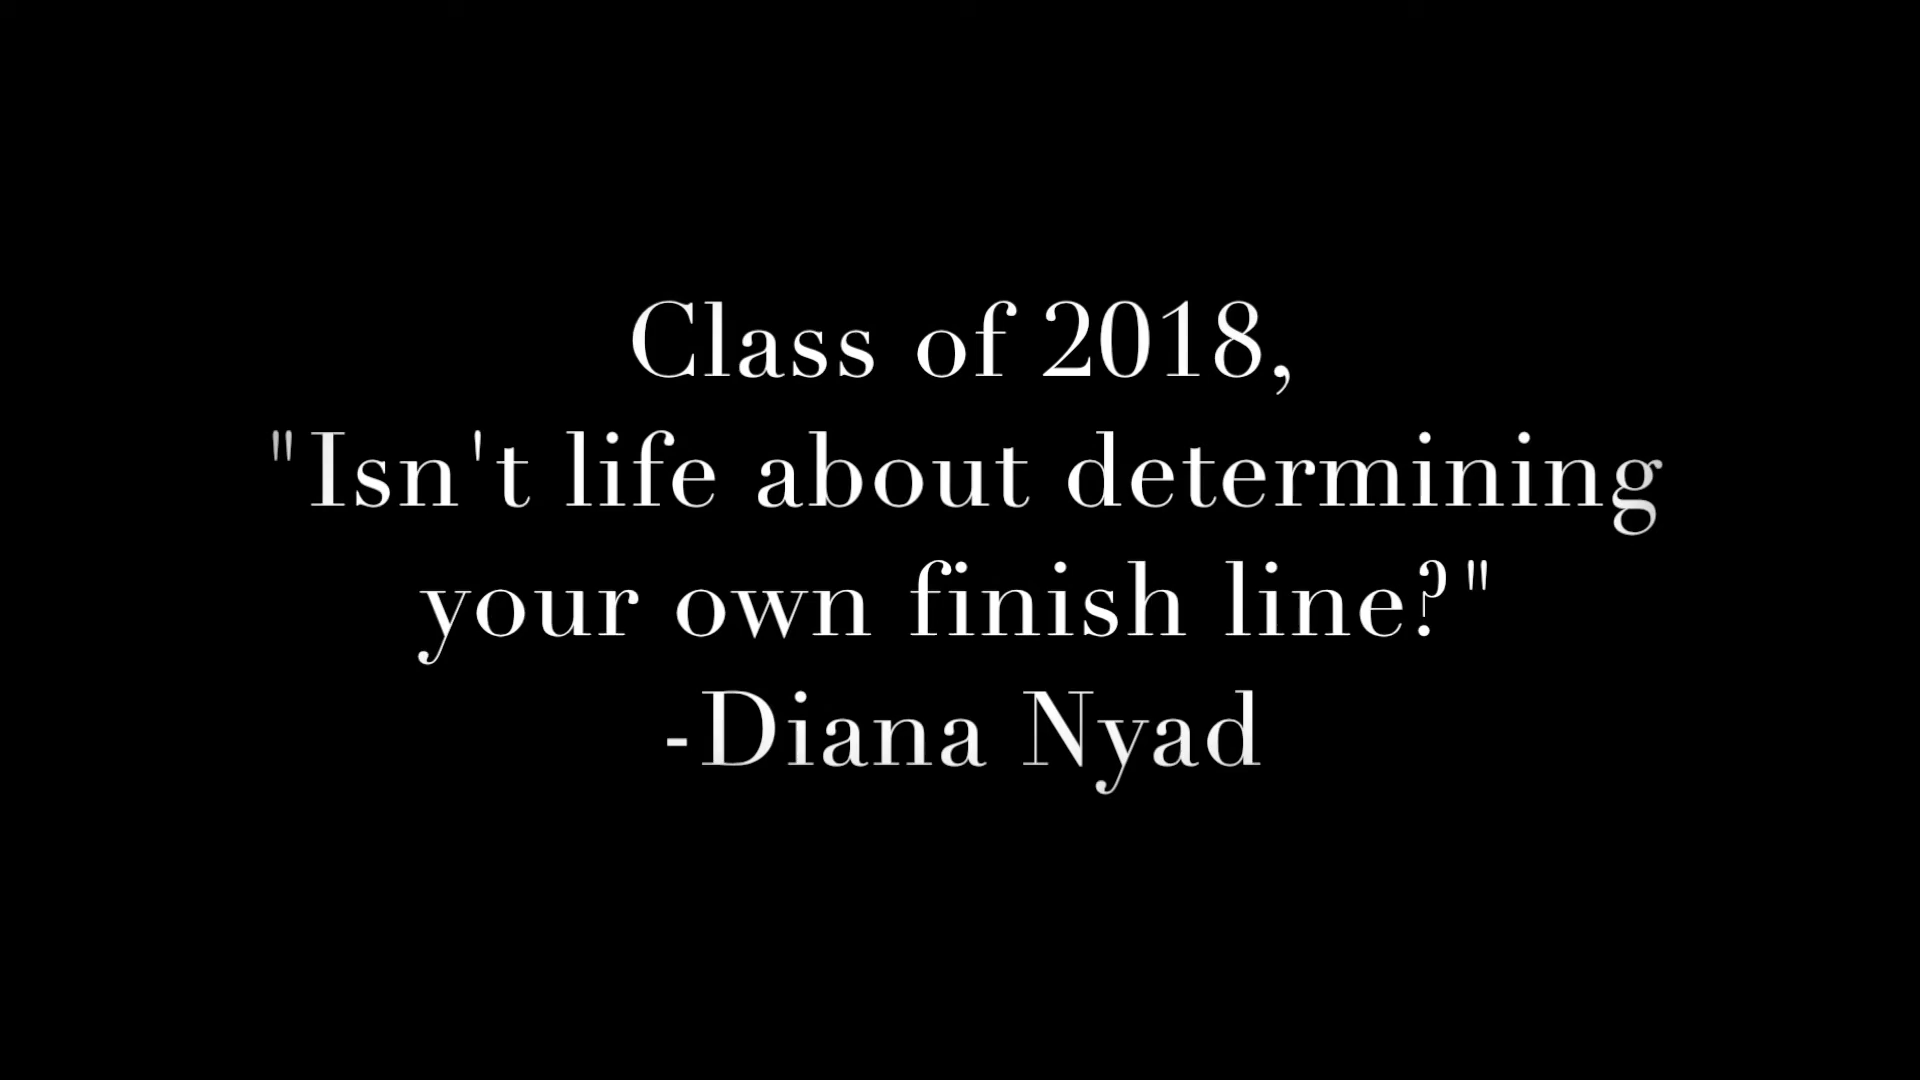 Class of 2018,
"Isn't life about determining
your own finish line?"
-Diana Nyad